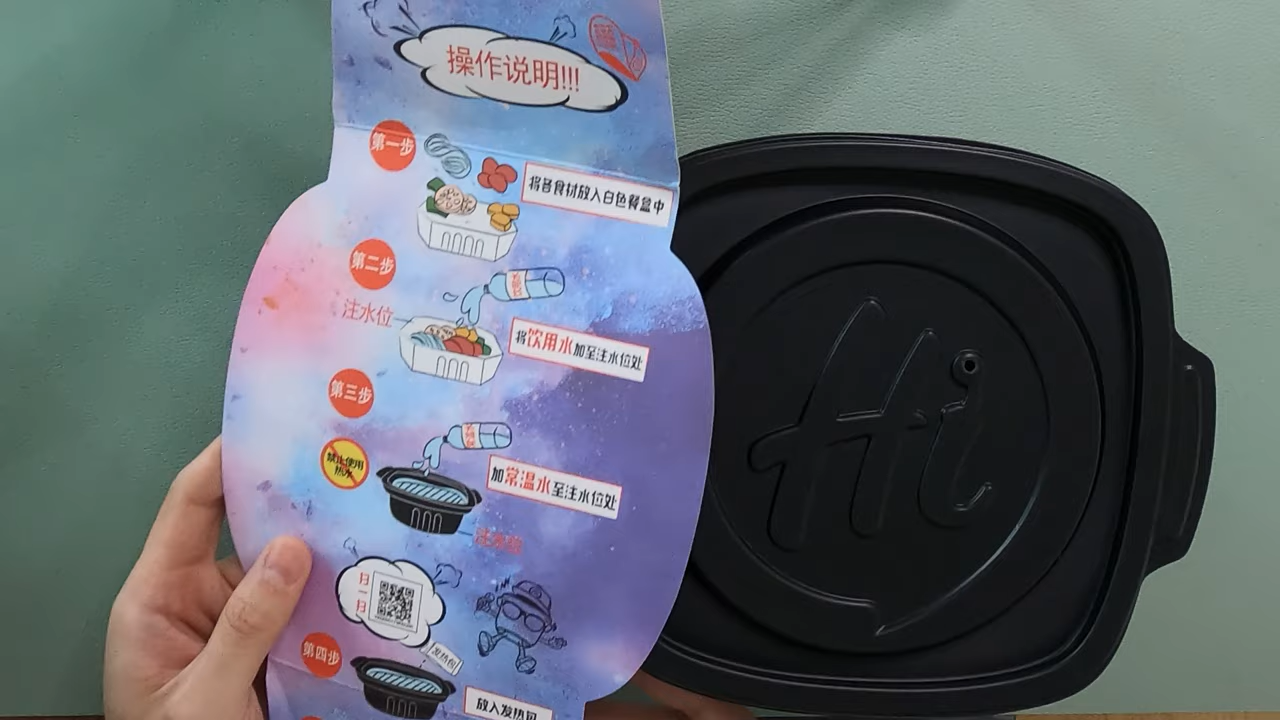 操作说明!!!
第一步
将各食材放入白色餐盒中
第二步
注水位
将饮用水加至注水位处
第三步
禁止使用
热水
加常温水至注水位处
注水位
扫一扫
发热包
第四步
放入发热包
Hi